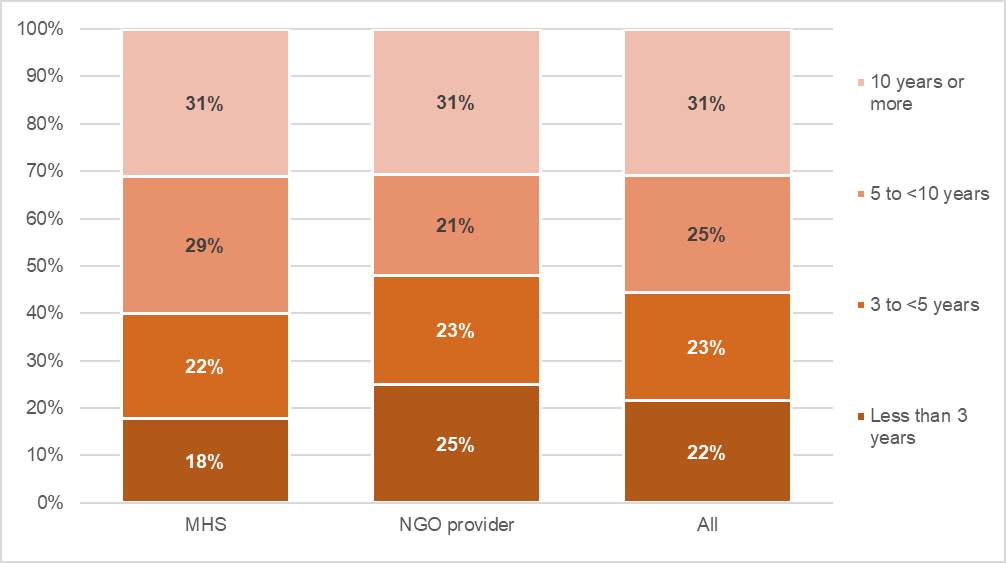 100%
90%
80%
70%
60%
50%
40%
30%
20%
10%
0%
31%
29%
22%
18%
31%
21%
23%
25%
31%
25%
23%
22%
MHS
NGO provider
All
10 years or
more
5 to <10 years
3 to <5 years
Less than 3
years